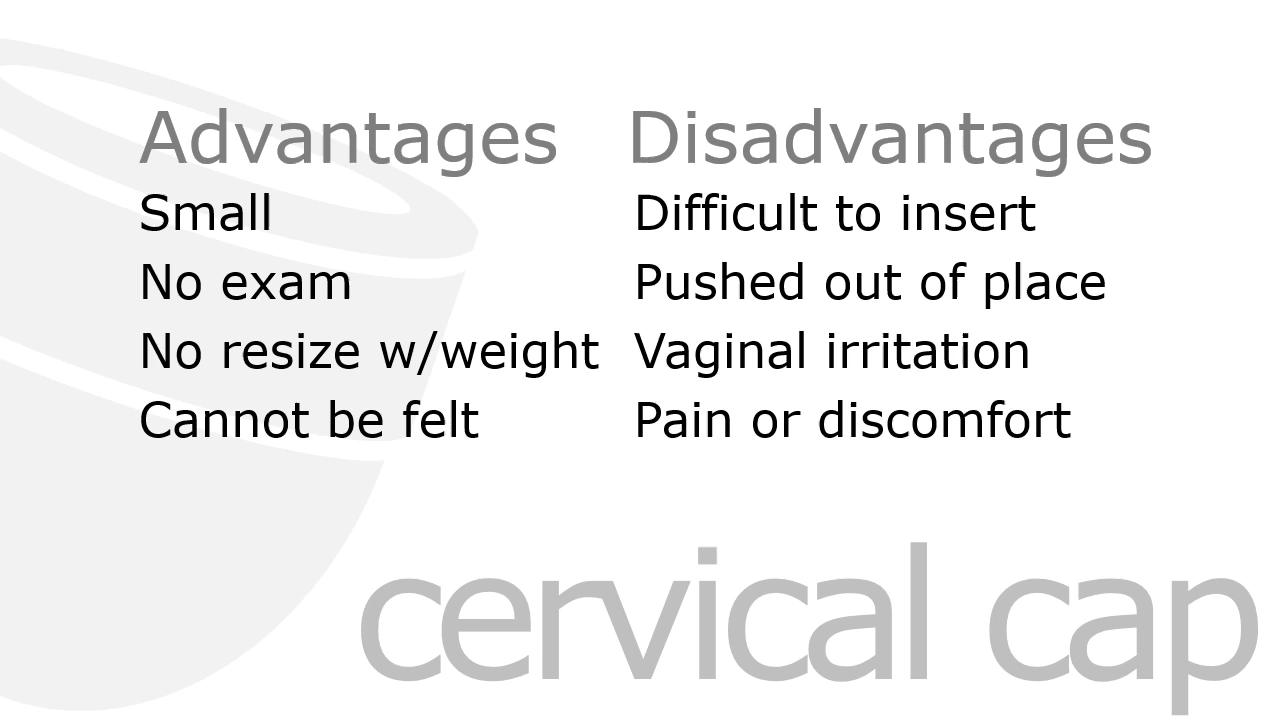 Advantages
Small
No exam
No resize w/weight
Cannot be felt
Disadvantages
Difficult to insert
Pushed out of place
Vaginal irritation
Pain or discomfort
cervical cap